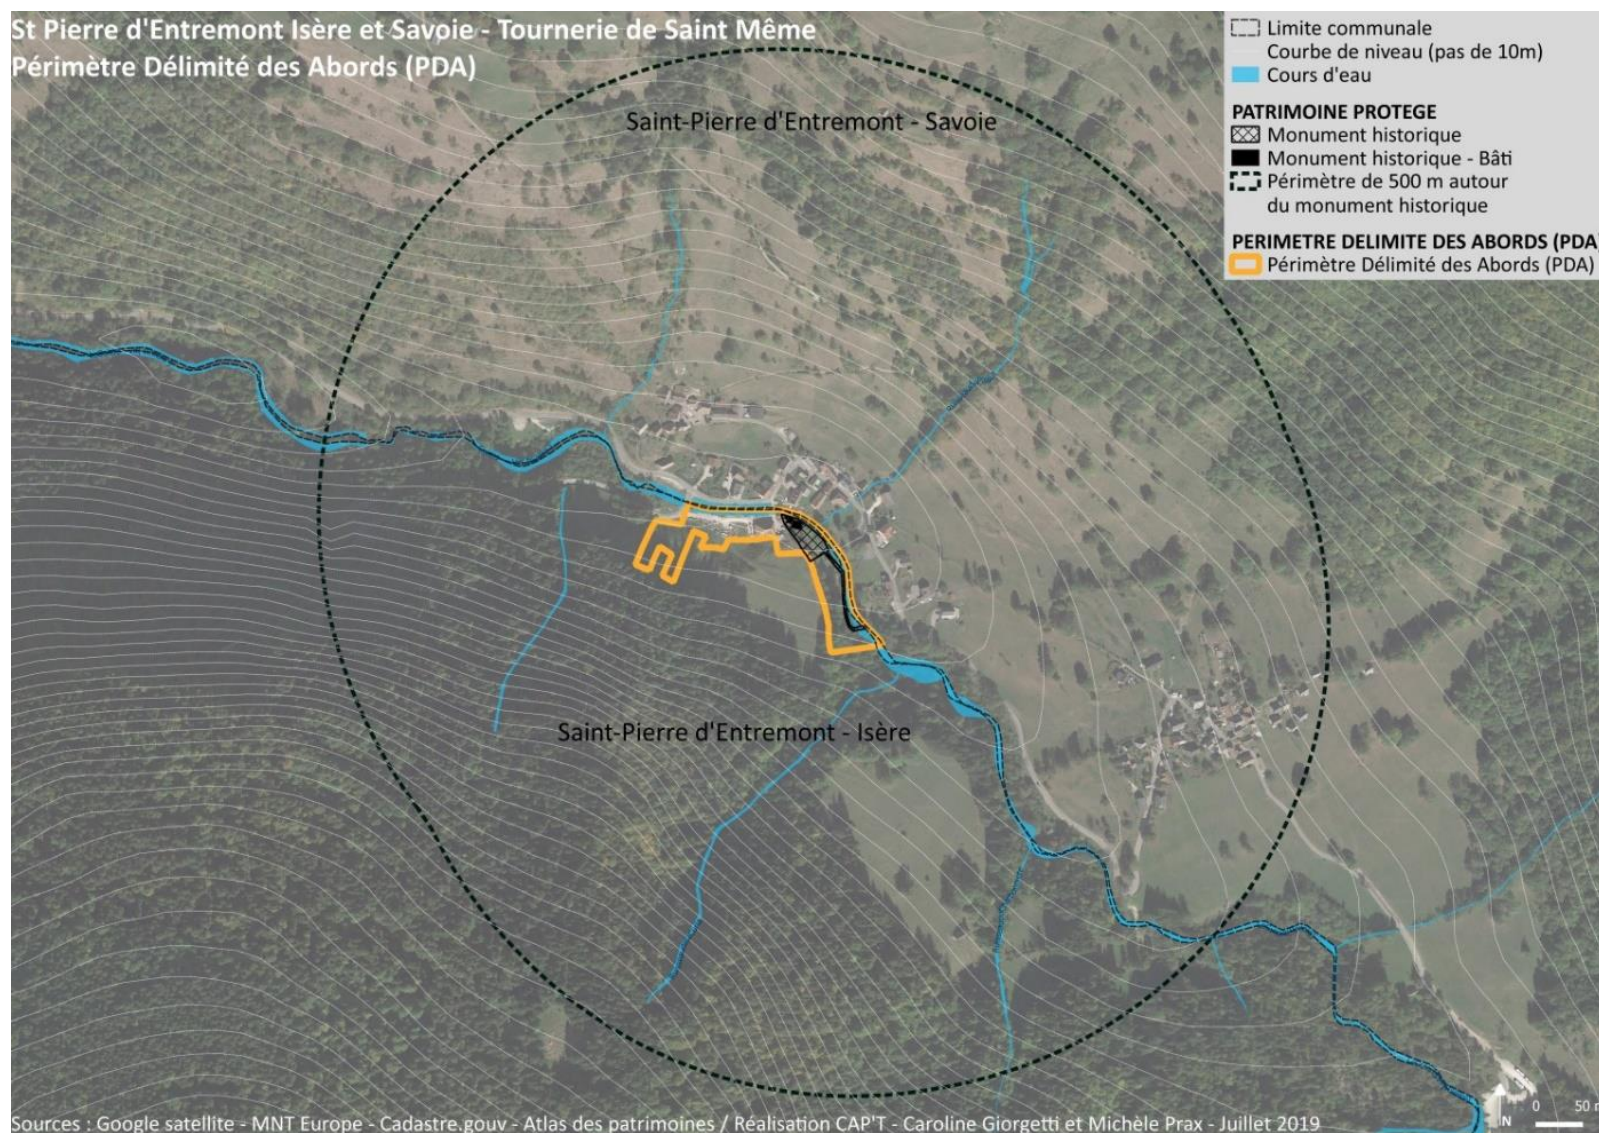 St Pierre d'Entremont Isère et Savoie - Tournerie de Saint Même
Périmètre Délimité des Abords (PDA)
Limite communale
Courbe de niveau (pas de 10m)
Cours d'eau
PATRIMOINE PROTEGE
Monument historique
Monument historique - Bâti
Périmètre de 500 m autour
du monument historique
PERIMETRE DELIMITE DES ABORDS (PDA)
Périmètre Délimité des Abords (PDA)
Saint-Pierre d'Entremont - Savoie
Saint-Pierre d'Entremont - Isère
N
0 50 m
Sources : Google satellite - MNT Europe - Cadastre.gouv - Atlas des patrimoines / Réalisation CAP'T - Caroline Giorgetti et Michèle Prax - Juillet 2019